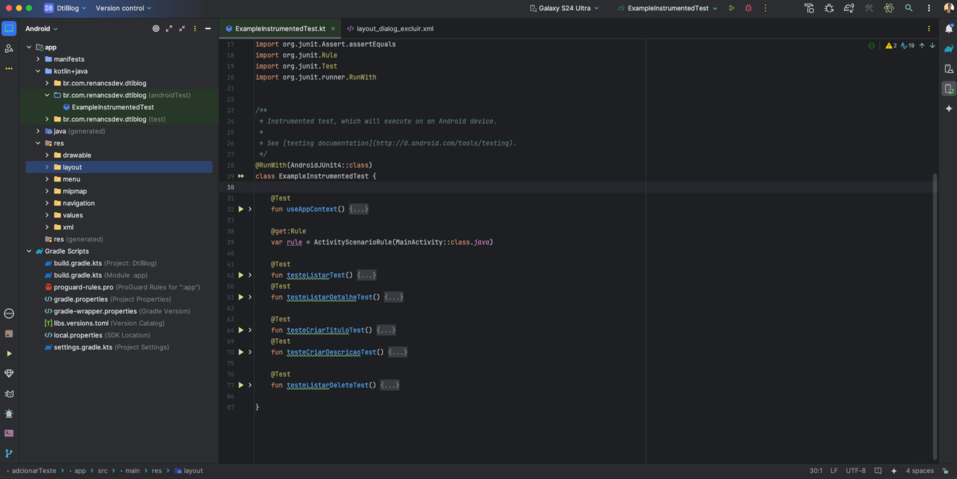 DB DtiBlog Version control Galaxy S24 Ultra ExampleInstrumentedTest
Android
ExampleInstrumentedTest.kt layout_dialog_excluir.xml
2 19
app
manifests
kotlin+java
br.com.renancsdev.dtiblog
br.com.renancsdev.dtiblog (androidTest)
ExampleInstrumentedTest
br.com.renancsdev.dtiblog (test)
java (generated)
res
drawable
layout
menu
mipmap
navigation
values
xml
res (generated)
Gradle Scripts
build.gradle.kts (Project: DtiBlog)
build.gradle.kts (Module :app)
proguard-rules.pro (ProGuard Rules for ":app")
gradle.properties (Project Properties)
gradle-wrapper.properties (Gradle Version)
libs.versions.toml (Version Catalog)
local.properties (SDK Location)
settings.gradle.kts (Project Settings)
17 import org.junit.Assert.assertEquals
18 import org.junit.Rule
19 import org.junit.Test
20 import org.junit.runner.RunWith
21
22
23 /**
24 * Instrumented test, which will execute on an Android device.
25 *
26 * See [testing documentation](http://d.android.com/tools/testing).
27 */
28 @RunWith(AndroidJUnit4::class)
29 class ExampleInstrumentedTest {
30
31 @Test
32 fun useAppContext() {...}
37
38 @get:Rule
39 var rule = ActivityScenarioRule(MainActivity::class.java)
40
41 @Test
42 fun testeListarTest() {...}
50 @Test
51 fun testeListarDetalheTest() {...}
62
63 @Test
64 fun testeCriarTituloTest() {...}
69 @Test
70 fun testeCriarDescricaoTest() {...}
75
76 @Test
77 fun testeListarDeleteTest() {...}
86
87 }
adcionarTeste app src main res layout 30:1 LF UTF-8 4 spaces